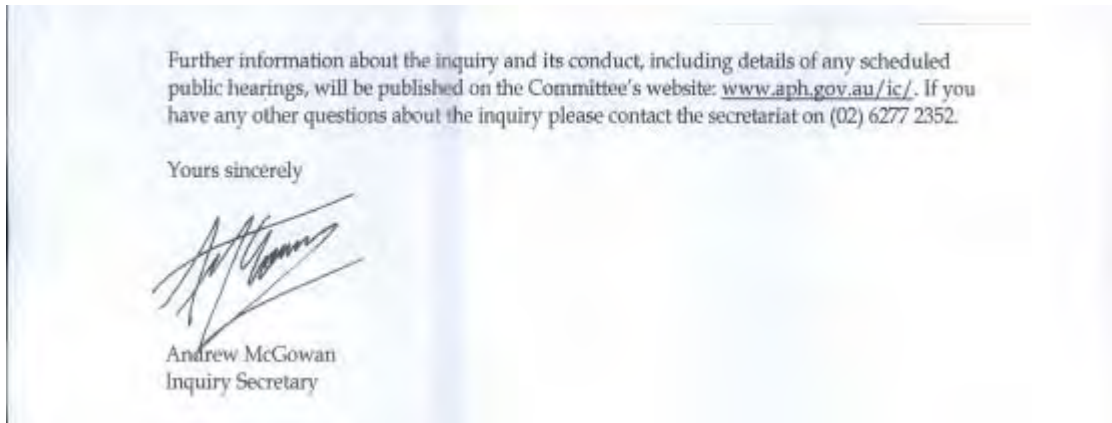 Further information about the inquiry and its conduct, including details of any scheduled
public hearings, will be published on the Committee's website: www.aph.gov.au/ic/. If you
have any other questions about the inquiry please contact the secretariat on (02) 6277 2352.
Yours sincerely
Andrew McGowan
Inquiry Secretary